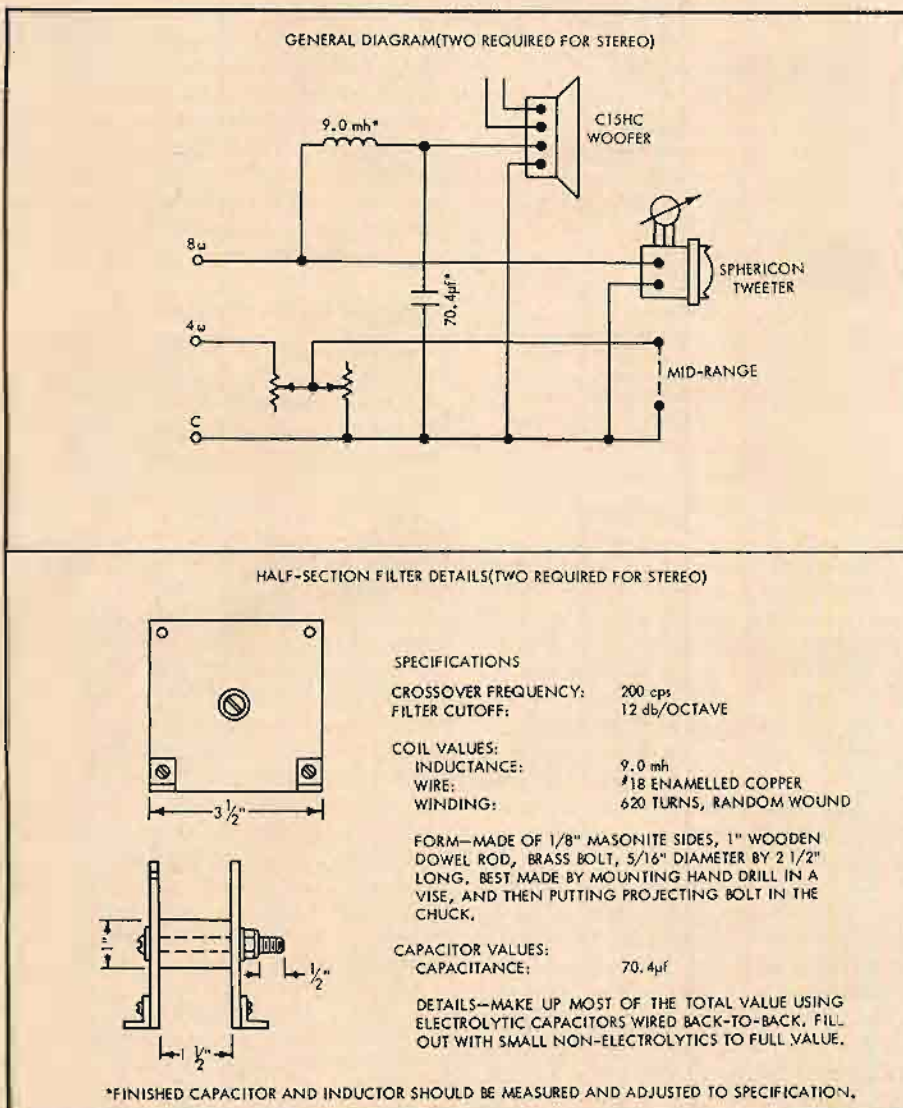 GENERAL DIAGRAM(TWO REQUIRED FOR STEREO)
9.0 mh*
C15HC
WOOFER
8ω
SPHERICON
TWEETER
70.4μf*
4ω
MID-RANGE
C
HALF-SECTION FILTER DETAILS(TWO REQUIRED FOR STEREO)
3 1/2"
1"
1/2"
1 1/2"
SPECIFICATIONS
CROSSOVER FREQUENCY: 200 cps
FILTER CUTOFF: 12 db/OCTAVE
COIL VALUES:
INDUCTANCE: 9.0 mh
WIRE: #18 ENAMELLED COPPER
WINDING: 620 TURNS, RANDOM WOUND
FORM—MADE OF 1/8" MASONITE SIDES, 1" WOODEN
DOWEL ROD, BRASS BOLT, 5/16" DIAMETER BY 2 1/2"
LONG. BEST MADE BY MOUNTING HAND DRILL IN A
VISE, AND THEN PUTTING PROJECTING BOLT IN THE
CHUCK.
CAPACITOR VALUES:
CAPACITANCE: 70.4μf
DETAILS—MAKE UP MOST OF THE TOTAL VALUE USING
ELECTROLYTIC CAPACITORS WIRED BACK-TO-BACK. FILL
OUT WITH SMALL NON-ELECTROLYTICS TO FULL VALUE.
*FINISHED CAPACITOR AND INDUCTOR SHOULD BE MEASURED AND ADJUSTED TO SPECIFICATION.